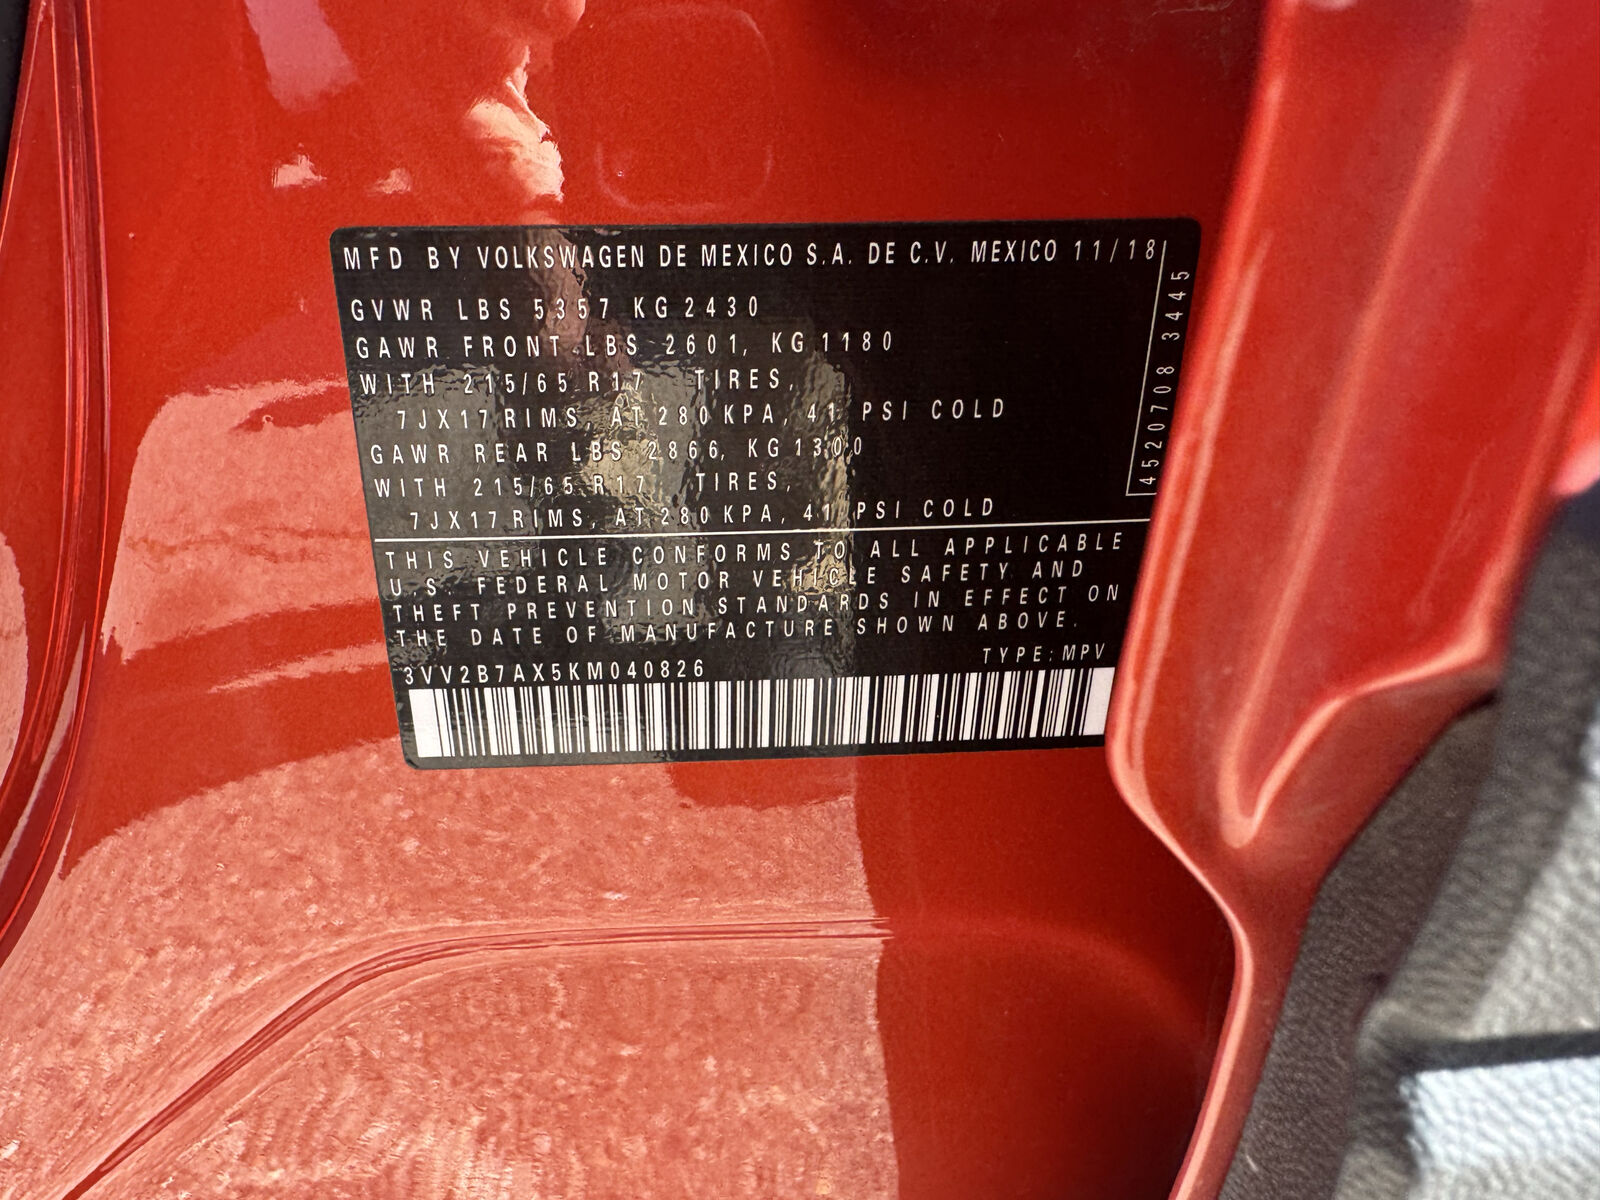 MFD BY VOLKSWAGEN DE MEXICO S.A. DE C.V. MEXICO 11/18
GVWR LBS 5357 KG 2430
GAWR FRONT LBS 2601, KG 1180
WITH 215/65 R17 TIRES,
7JX17 RIMS, AT 280 KPA, 41 PSI COLD
GAWR REAR LBS 2866, KG 1300
WITH 215/65 R17 TIRES,
7JX17 RIMS, AT 280 KPA, 41 PSI COLD
4520708 3445
THIS VEHICLE CONFORMS TO ALL APPLICABLE
U.S. FEDERAL MOTOR VEHICLE SAFETY AND
THEFT PREVENTION STANDARDS IN EFFECT ON
THE DATE OF MANUFACTURE SHOWN ABOVE.
TYPE: MPV
3VV2B7AX5KM040826